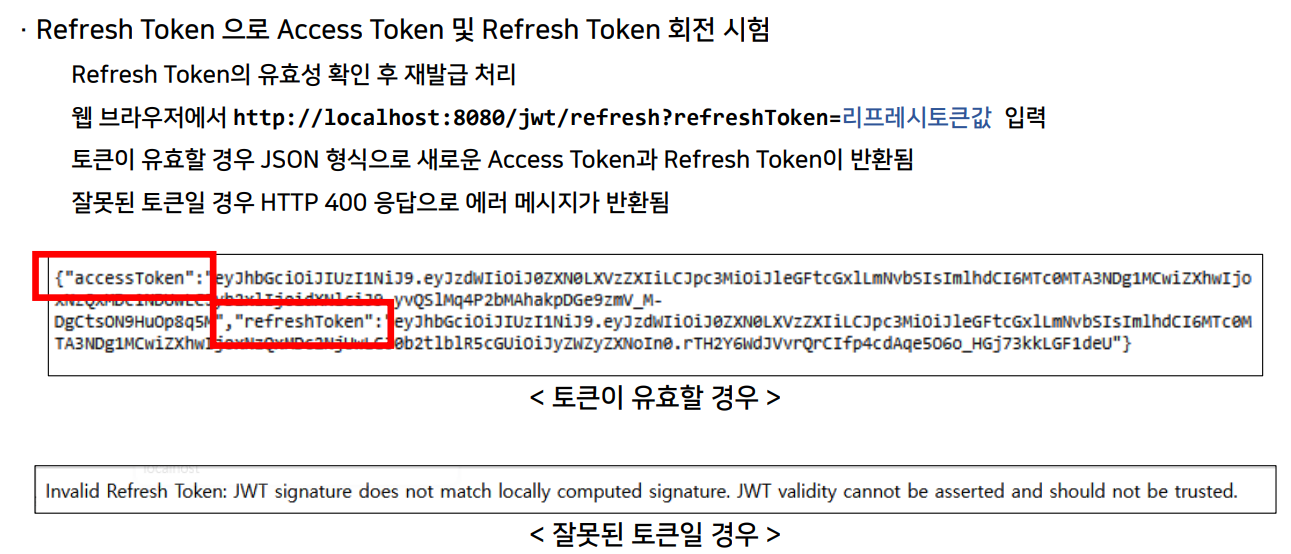 · Refresh Token 으로 Access Token 및 Refresh Token 회전 시험
Refresh Token의 유효성 확인 후 재발급 처리
웹 브라우저에서 http://localhost:8080/jwt/refresh?refreshToken=리프레시토큰값 입력
토큰이 유효할 경우 JSON 형식으로 새로운 Access Token과 Refresh Token이 반환됨
잘못된 토큰일 경우 HTTP 400 응답으로 에러 메시지가 반환됨
{"accessToken":"eyJhbGciOiJIUzI1NiJ9.eyJzdWIiOiJ0ZXN0LXVzZXIiLCJpc3MiOiJleGFtcGxlLmNvbSIsImlhdCI6MTc0MTA3NDg1MCwiZXhwIjo
yvQSlMq4P2bMAhakpDGe9zmV_M-
DgCtsON9HuOp8q5M","refreshToken":"eyJhbGciOiJIUzI1NiJ9.eyJzdWIiOiJ0ZXN0LXVzZXIiLCJpc3MiOiJleGFtcGxlLmNvbSIsImlhdCI6MTc0M
TA3NDg1MCwiZXhwIjoxNzQxMDc2NjUwLCJ0b2tlblR5cGUiOiJyZWZyZXNoIn0.rTH2Y6WdJVvrQrCIfp4cdAqe5O6o_HGj73kkLGF1deU"}
< 토큰이 유효할 경우 >
localhost
Invalid Refresh Token: JWT signature does not match locally computed signature. JWT validity cannot be asserted and should not be trusted.
< 잘못된 토큰일 경우 >